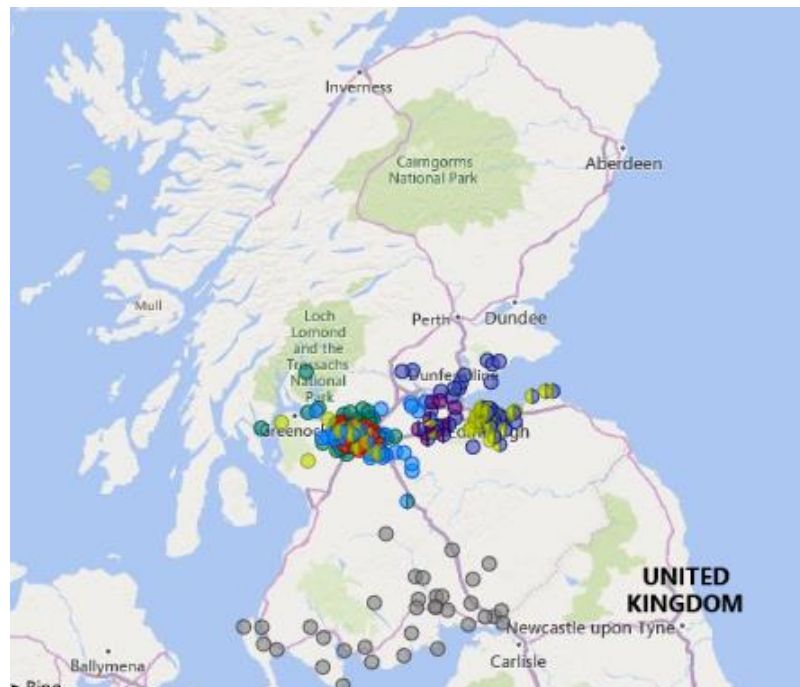 Inverness
Cairngorms
National Park
Aberdeen
Mull
Loch
Lomond
and the
Trossachs
National
Park
Perth
Dundee
UNITED
KINGDOM
Newcastle upon Tyne
Ballymena
Carlisle